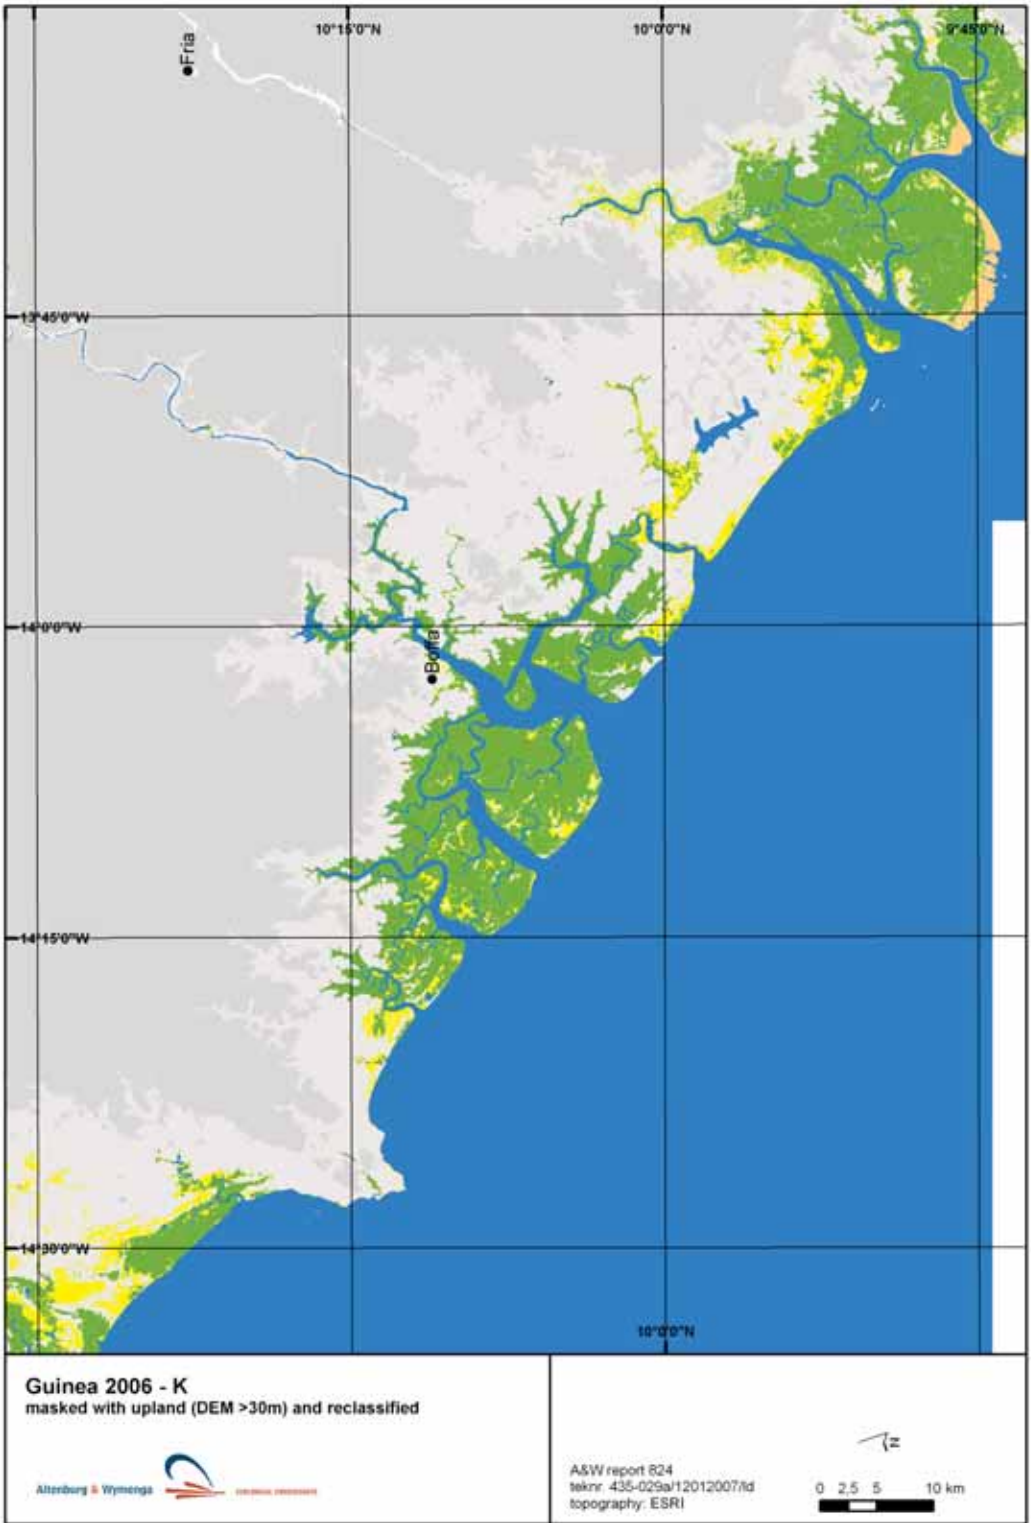 10°15'0"N
10°0'0"N
9°45'0"N
Fria
13°45'0"W
14°0'0"W
Boffa
14°15'0"W
14°30'0"W
10°0'0"N
Guinea 2006 - K
masked with upland (DEM >30m) and reclassified
Altenburg & Wymenga
A&W report 824
teknr. 435-029a/12012007/ld
topography: ESRI
N
0 2,5 5 10 km